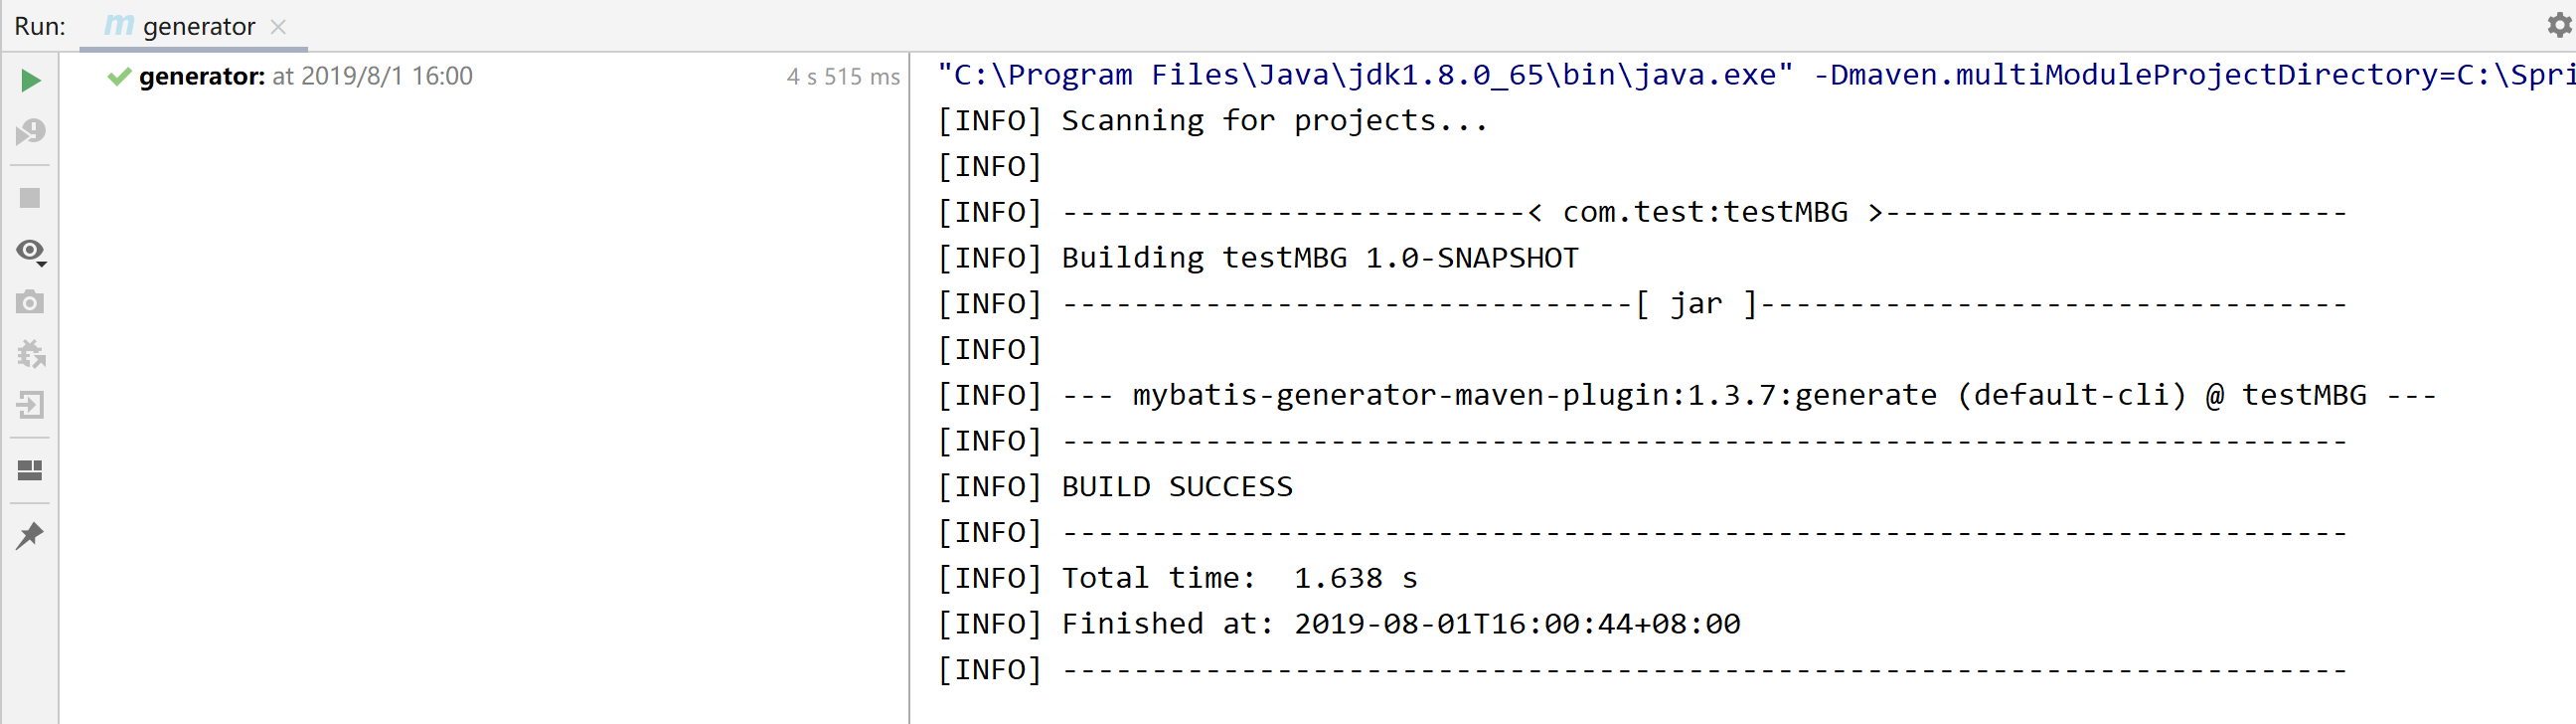 Run: m generator
generator: at 2019/8/1 16:00 4 s 515 ms
"C:\Program Files\Java\jdk1.8.0_65\bin\java.exe" -Dmaven.multiModuleProjectDirectory=C:\Spri
[INFO] Scanning for projects...
[INFO]
[INFO] --------------------------< com.test:testMBG >--------------------------
[INFO] Building testMBG 1.0-SNAPSHOT
[INFO] --------------------------------[ jar ]---------------------------------
[INFO]
[INFO] --- mybatis-generator-maven-plugin:1.3.7:generate (default-cli) @ testMBG ---
[INFO] ------------------------------------------------------------------------
[INFO] BUILD SUCCESS
[INFO] ------------------------------------------------------------------------
[INFO] Total time:  1.638 s
[INFO] Finished at: 2019-08-01T16:00:44+08:00
[INFO] ------------------------------------------------------------------------